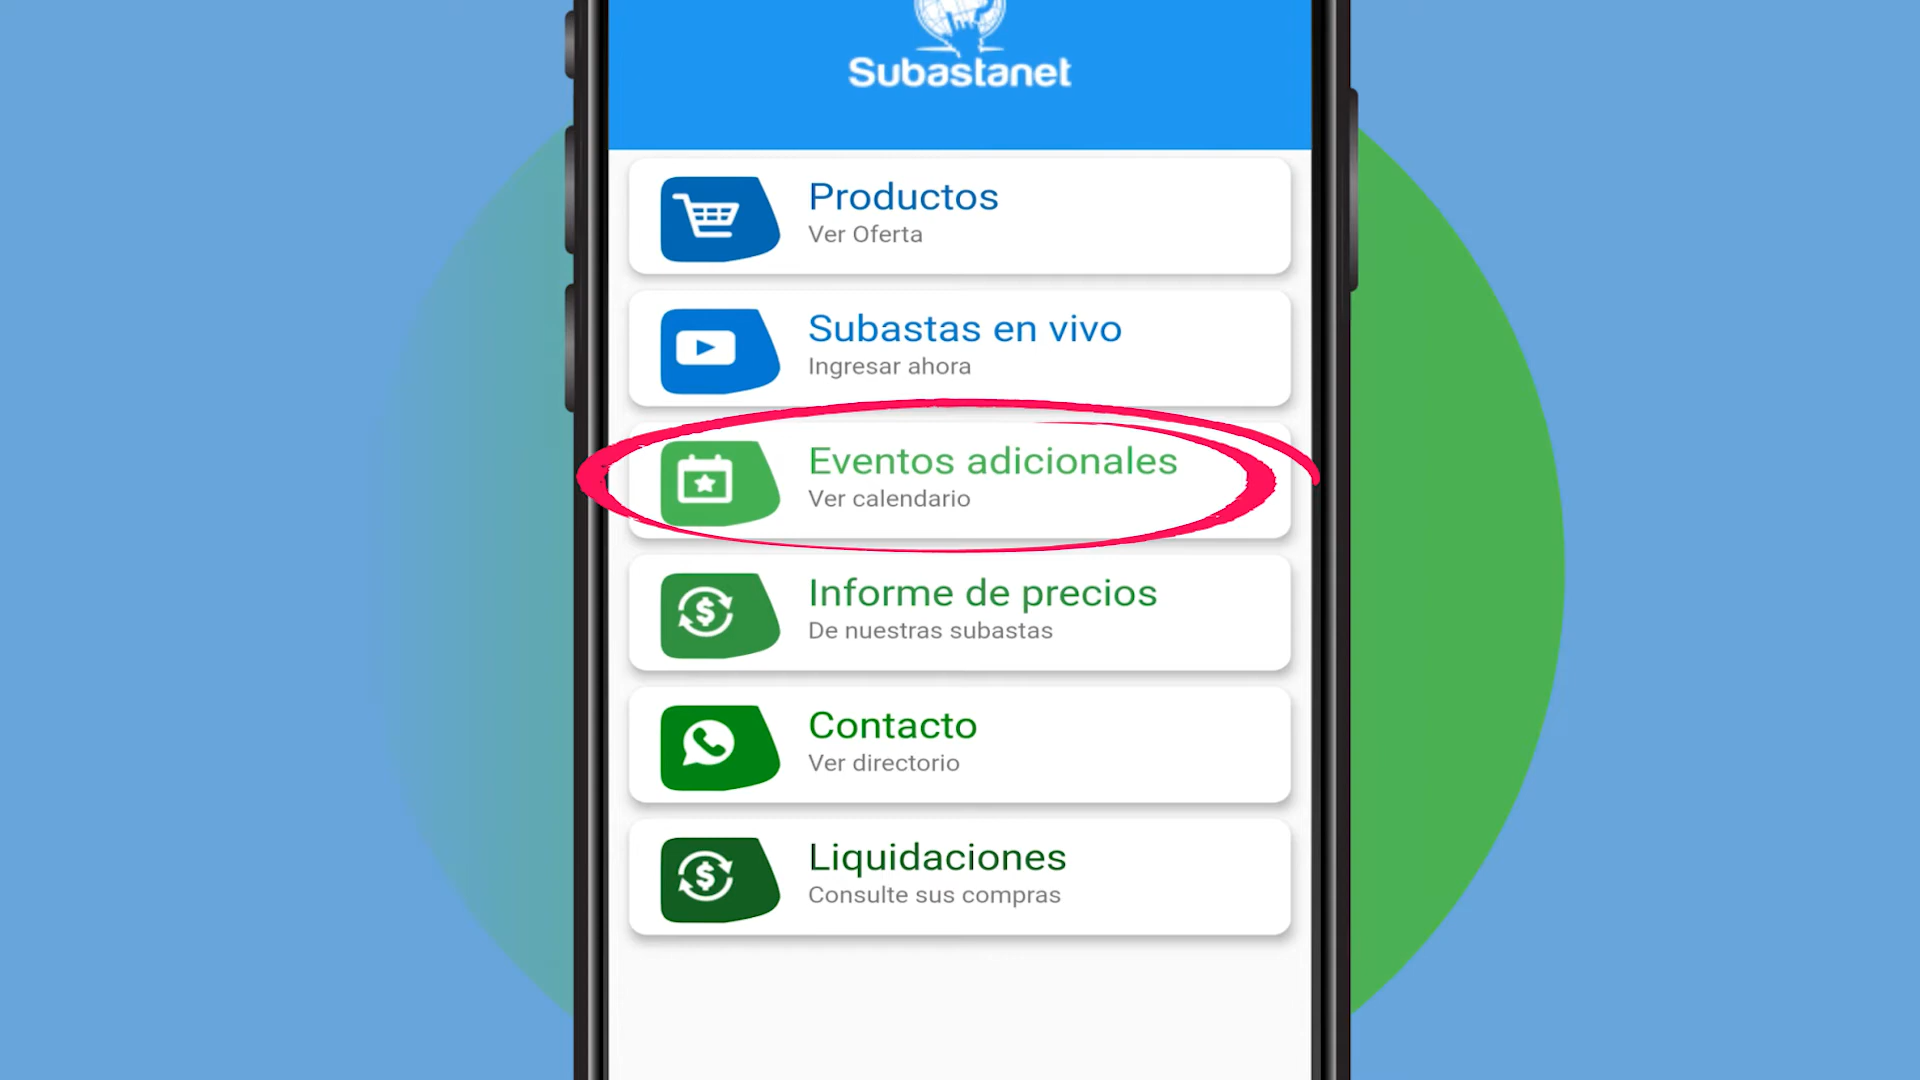 Subastanet
Productos
Ver Oferta
Subastas en vivo
Ingresar ahora
Eventos adicionales
Ver calendario
Informe de precios
De nuestras subastas
Contacto
Ver directorio
Liquidaciones
Consulte sus compras